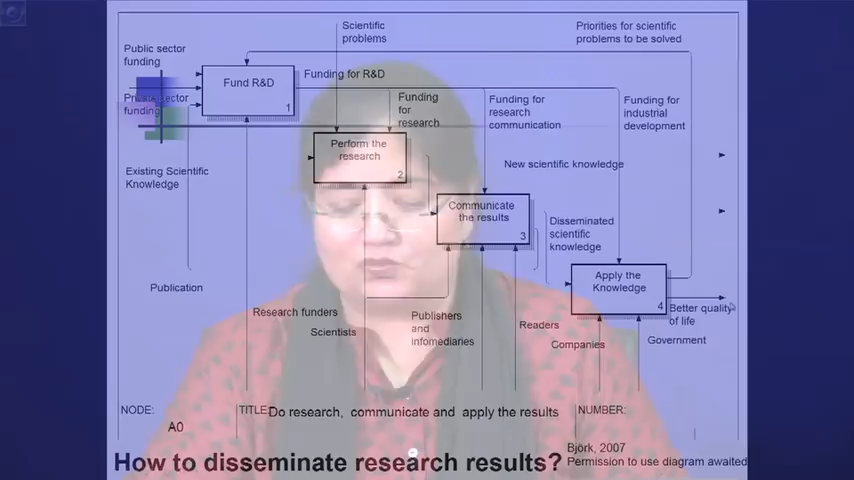 Scientific
problems
Priorities for scientific
problems to be solved
Public sector
funding
Fund R&D
1
Funding for R&D
Private sector
funding
Funding
for
research
Funding for
research
communication
Funding for
industrial
development
Perform the
research
2
New scientific knowledge
Existing Scientific
Knowledge
Communicate
the results
3
Disseminated
scientific
knowledge
Apply the
Knowledge
4
Publication
Better quality
of life
Research funders
Scientists
Publishers
and
infomediaries
Readers
Companies
Government
NODE:
A0
TITLE:
Do research, communicate and apply the results
NUMBER:
How to disseminate research results?
Björk, 2007
Permission to use diagram awaited